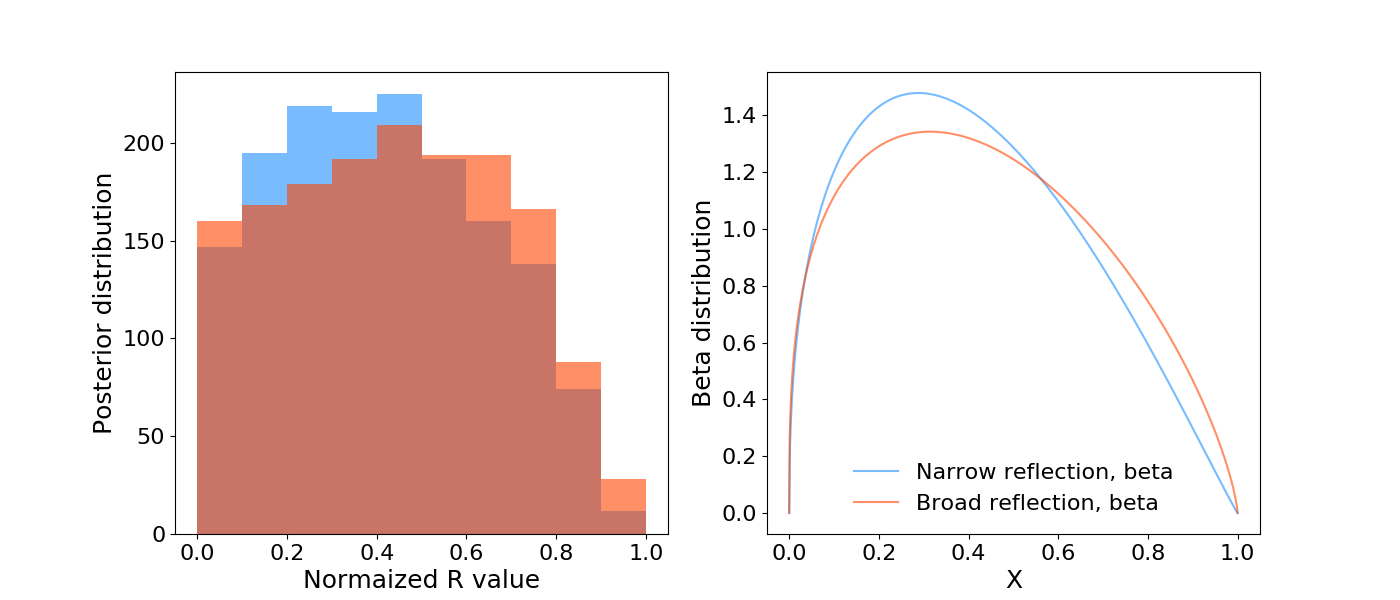 Posterior distribution
200
150
100
50
0
0.0 0.2 0.4 0.6 0.8 1.0
Normaized R value
Beta distribution
1.4
1.2
1.0
0.8
0.6
0.4
0.2
0.0
Narrow reflection, beta
Broad reflection, beta
0.0 0.2 0.4 0.6 0.8 1.0
X